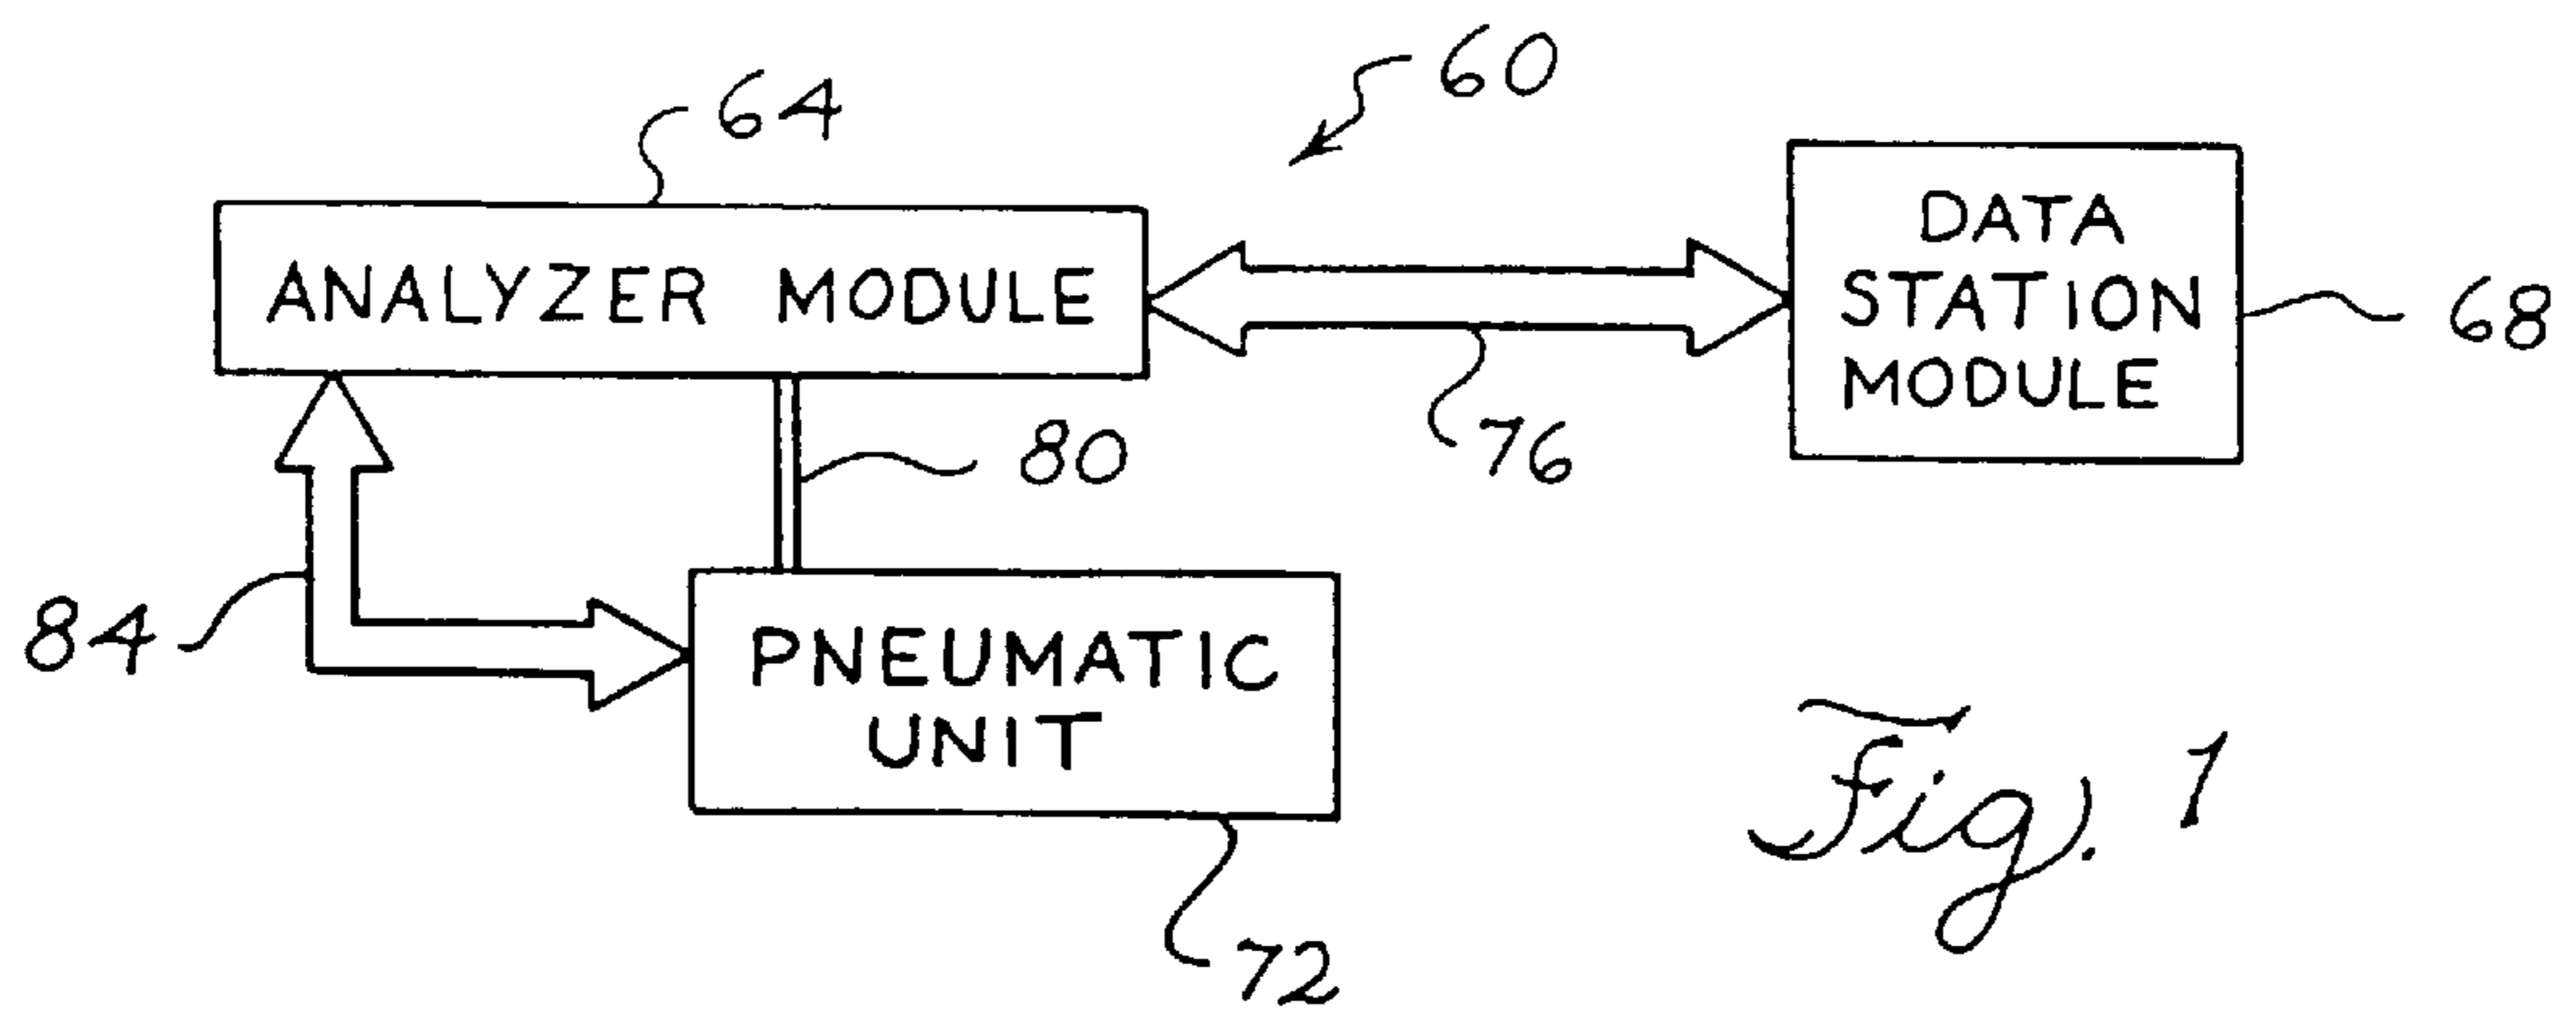 60
64
ANALYZER MODULE
DATA
STATION
MODULE
68
76
80
84
PNEUMATIC
UNIT
72
Fig. 1